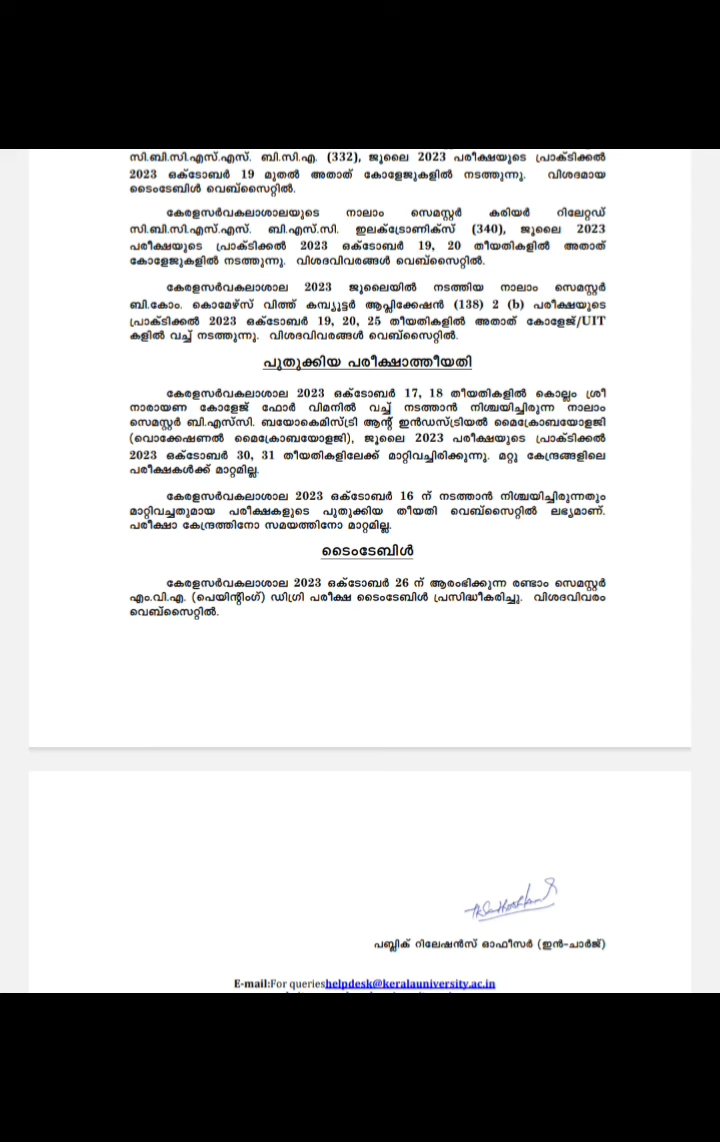 സി.ബി.സി.എസ്.എസ്. ബി.സി.എ. (332), ജൂലൈ 2023 പരീക്ഷയുടെ പ്രാക്ടിക്കൽ
2023 ഒക്ടോബർ 19 മുതൽ അതാത് കോളേജുകളിൽ നടത്തുന്നു. വിശദമായ
ടൈംടേബിൾ വെബ്സൈറ്റിൽ.
കേരളസർവകലാശാലയുടെ നാലാം സെമസ്റ്റർ കരിയർ റിലേറ്റഡ്
സി.ബി.സി.എസ്.എസ്. ബി.എസ്.സി. ഇലക്ട്രോണിക്സ് (340), ജൂലൈ 2023
പരീക്ഷയുടെ പ്രാക്ടിക്കൽ 2023 ഒക്ടോബർ 19, 20 തീയതികളിൽ അതാത്
കോളേജുകളിൽ നടത്തുന്നു. വിശദവിവരങ്ങൾ വെബ്സൈറ്റിൽ.
കേരളസർവകലാശാല 2023 ജൂലൈയിൽ നടത്തിയ നാലാം സെമസ്റ്റർ
ബി.കോം. കൊമേഴ്സ് വിത്ത് കമ്പ്യൂട്ടർ ആപ്ലിക്കേഷൻ (138) 2 (b) പരീക്ഷയുടെ
പ്രാക്ടിക്കൽ 2023 ഒക്ടോബർ 19, 20, 25 തീയതികളിൽ അതാത് കോളേജ്/UIT
കളിൽ വച്ച് നടത്തുന്നു. വിശദവിവരങ്ങൾ വെബ്സൈറ്റിൽ.
പുതുക്കിയ പരീക്ഷാത്തീയതി
കേരളസർവകലാശാല 2023 ഒക്ടോബർ 17, 18 തീയതികളിൽ കൊല്ലം ശ്രീ
നാരായണ കോളേജ് ഫോർ വിമനിൽ വച്ച് നടത്താൻ നിശ്ചയിച്ചിരുന്ന നാലാം
സെമസ്റ്റർ ബി.എസ്സി. ബയോകെമിസ്ട്രി ആന്റ് ഇൻഡസ്ട്രിയൽ മൈക്രോബയോളജി
(വൊക്കേഷണൽ മൈക്രോബയോളജി), ജൂലൈ 2023 പരീക്ഷയുടെ പ്രാക്ടിക്കൽ
2023 ഒക്ടോബർ 30, 31 തീയതികളിലേക്ക് മാറ്റിവച്ചിരിക്കുന്നു. മറ്റു കേന്ദ്രങ്ങളിലെ
പരീക്ഷകൾക്ക് മാറ്റമില്ല.
കേരളസർവകലാശാല 2023 ഒക്ടോബർ 16 ന് നടത്താൻ നിശ്ചയിച്ചിരുന്നതും
മാറ്റിവച്ചതുമായ പരീക്ഷകളുടെ പുതുക്കിയ തീയതി വെബ്സൈറ്റിൽ ലഭ്യമാണ്.
പരീക്ഷാ കേന്ദ്രത്തിനോ സമയത്തിനോ മാറ്റമില്ല.
ടൈംടേബിൾ
കേരളസർവകലാശാല 2023 ഒക്ടോബർ 26 ന് ആരംഭിക്കുന്ന രണ്ടാം സെമസ്റ്റർ
എം.വി.എ. (പെയിന്റിംഗ്) ഡിഗ്രി പരീക്ഷ ടൈംടേബിൾ പ്രസിദ്ധീകരിച്ചു. വിശദവിവരം
വെബ്സൈറ്റിൽ.
പബ്ലിക് റിലേഷൻസ് ഓഫീസർ (ഇൻ-ചാർജ്)
E-mail:For querieshelpdesk@keralauniversity.ac.in